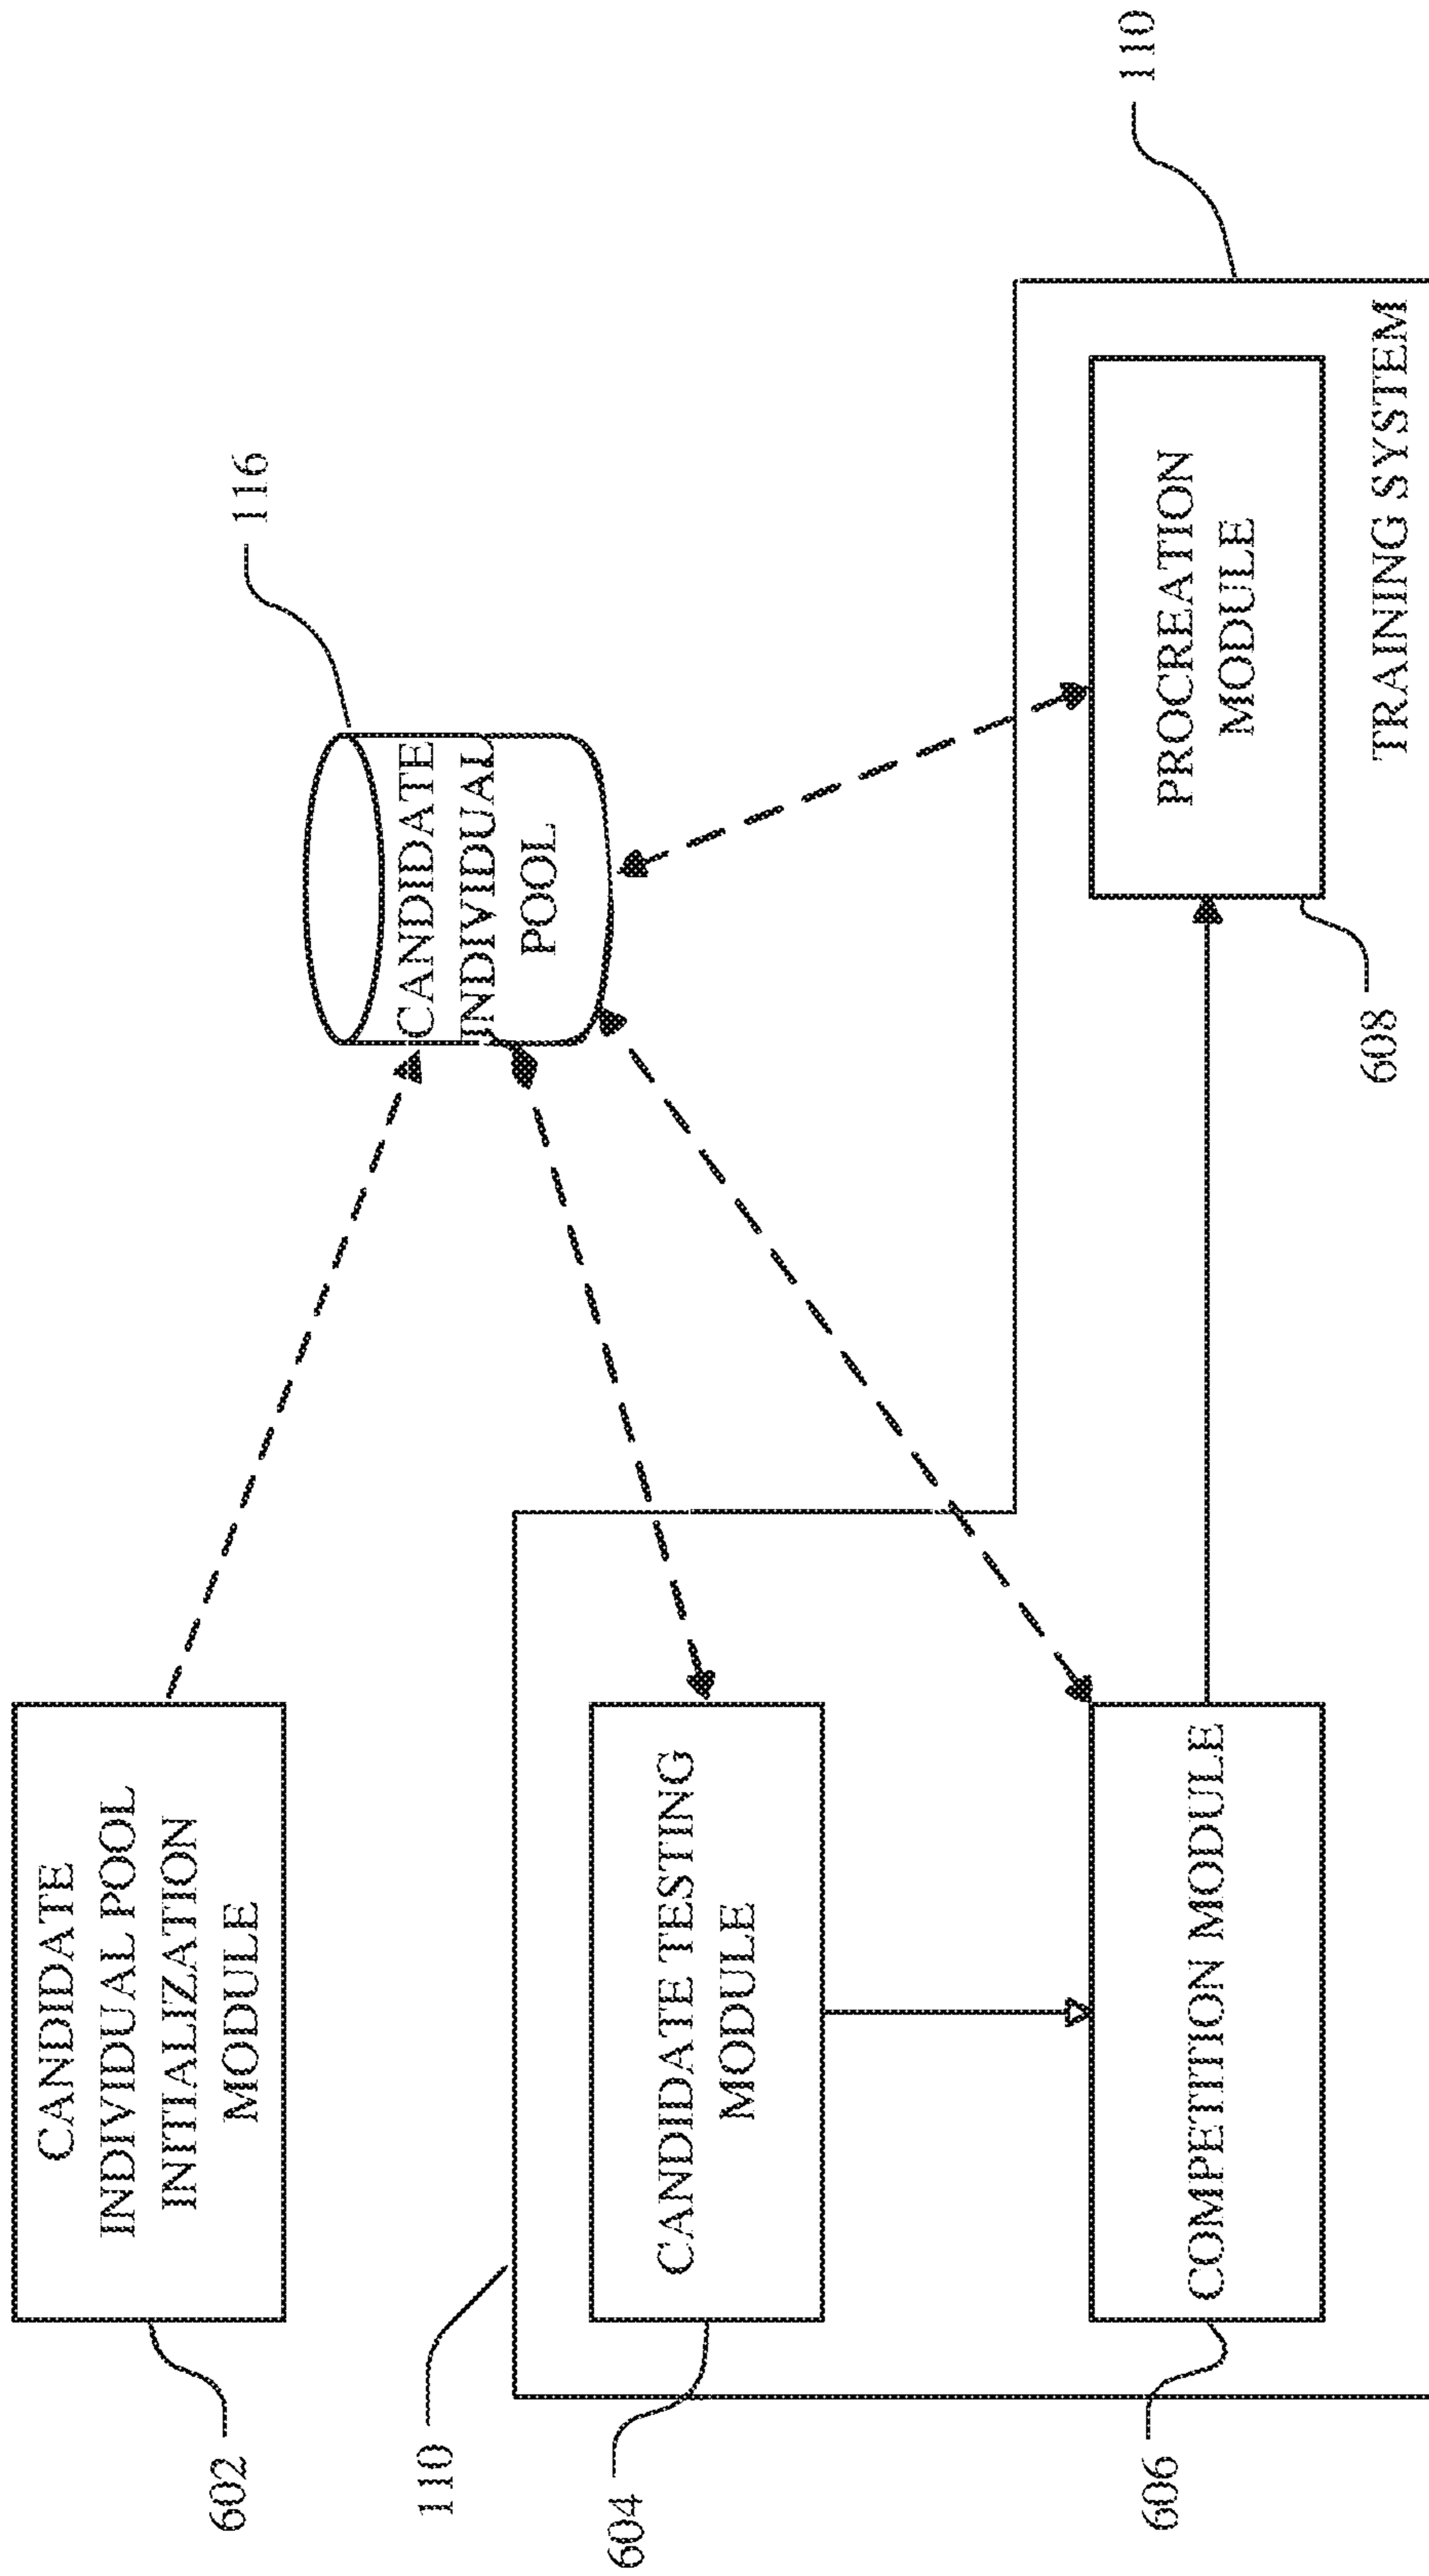 CANDIDATE
INDIVIDUAL POOL
INITIALIZATION
MODULE
602
116
CANDIDATE
INDIVIDUAL
POOL
110
604
CANDIDATE TESTING
MODULE
606
COMPETITION MODULE
110
PROCREATION
MODULE
608
TRAINING SYSTEM